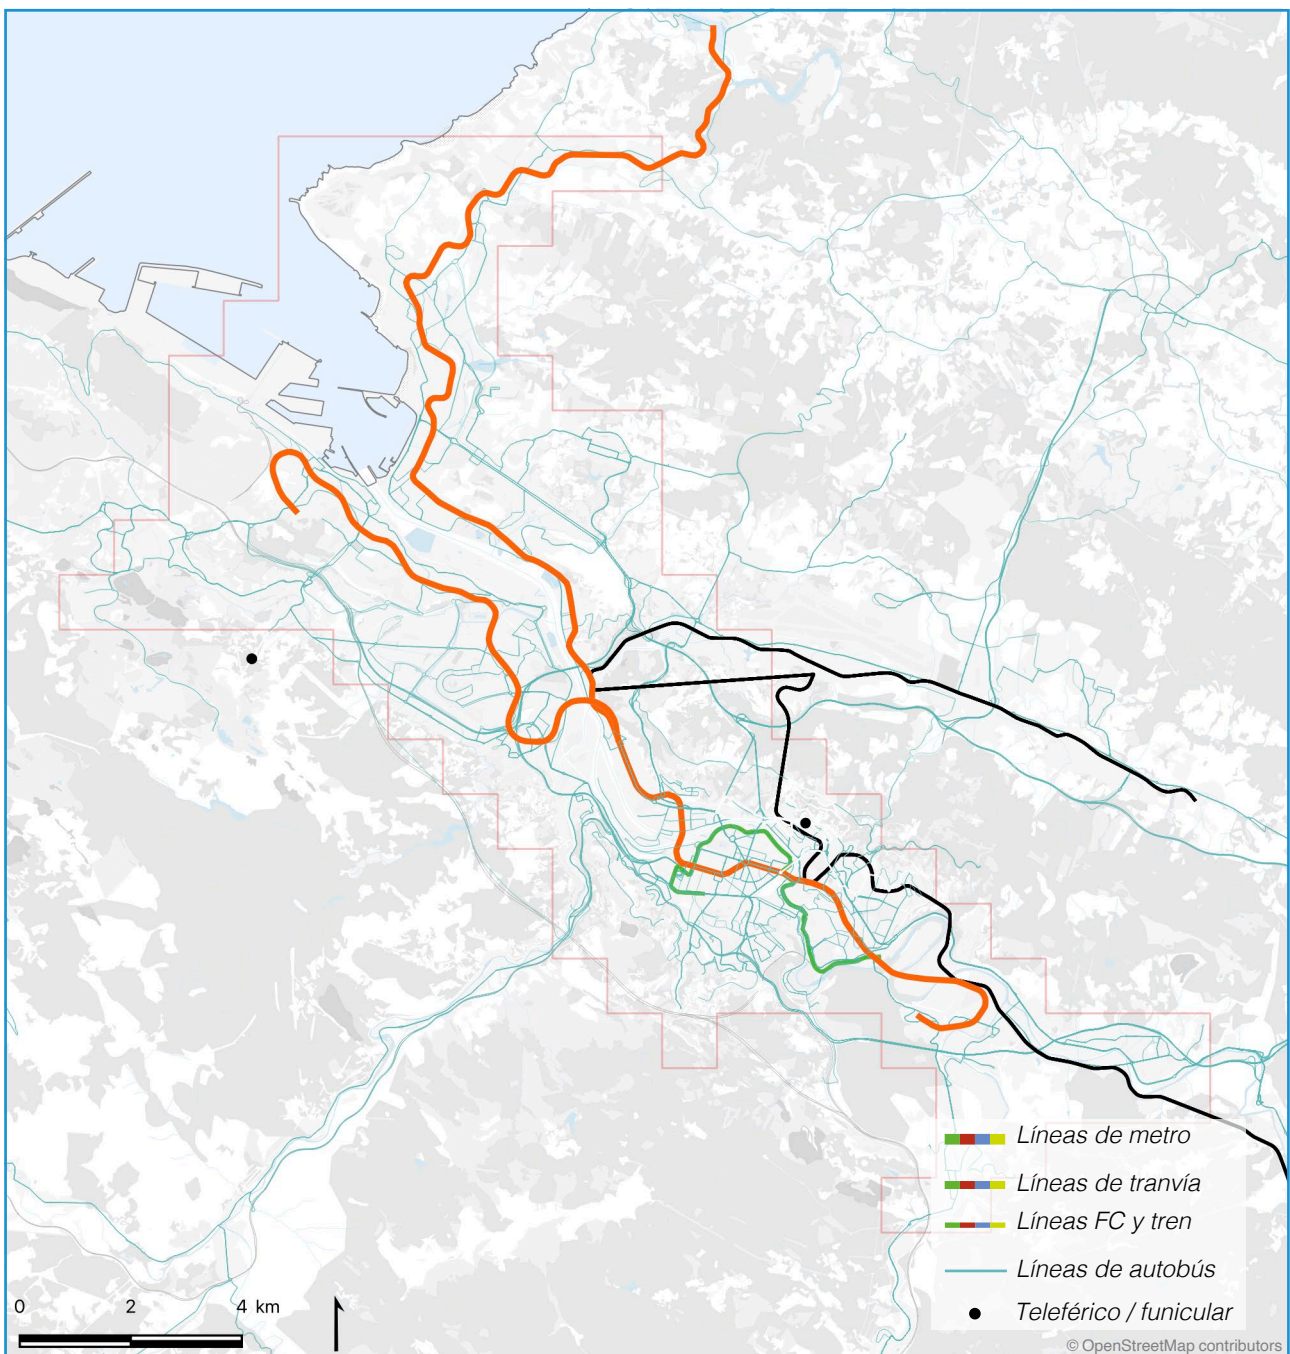 Líneas de metro
Líneas de tranvía
Líneas FC y tren
Líneas de autobús
Teleférico / funicular
0 2 4 km
© OpenStreetMap contributors